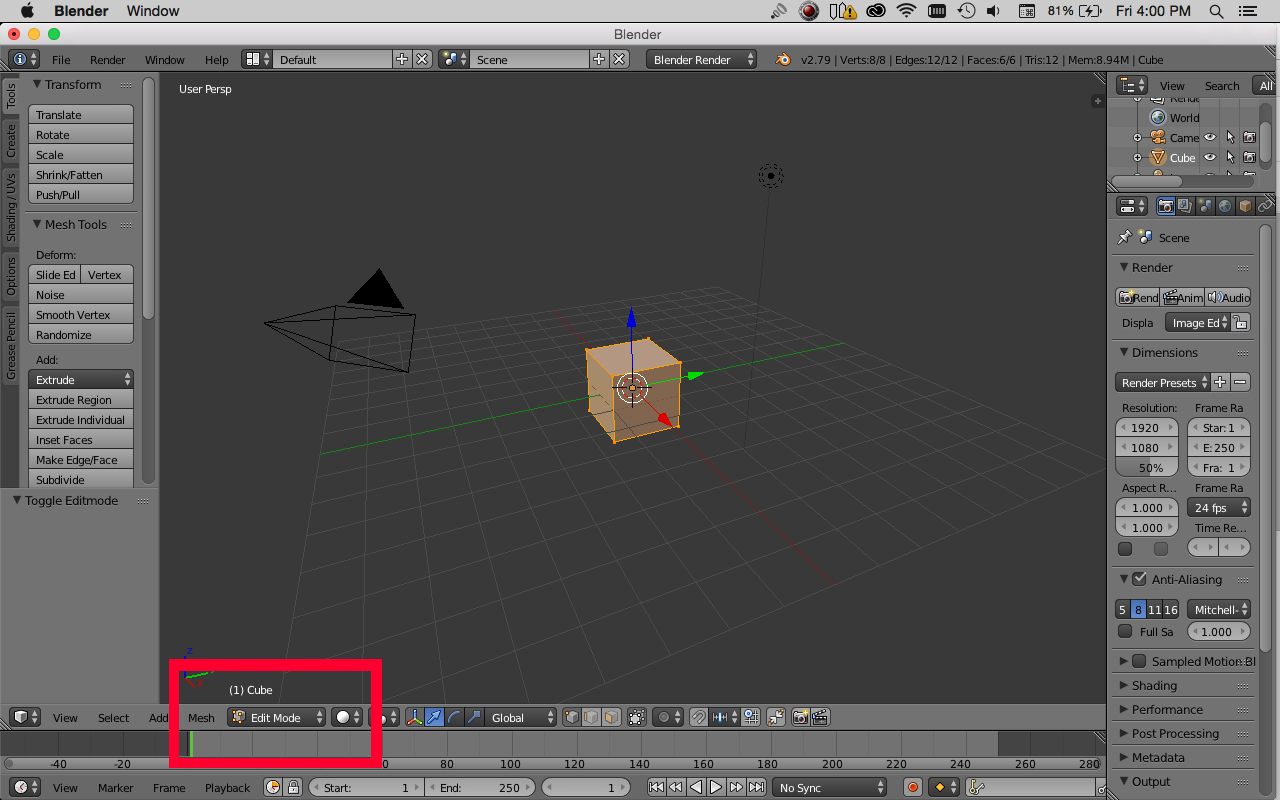 Blender Window 81% Fri 4:00 PM
Blender
File Render Window Help Default Scene Blender Render v2.79 | Verts:8/8 | Edges:12/12 | Faces:6/6 | Tris:12 | Mem:8.94M | Cube
Tools
Create
Shading / UVs
Options
Grease Pencil
Transform
Translate
Rotate
Scale
Shrink/Fatten
Push/Pull
Mesh Tools
Deform:
Slide Ed Vertex
Noise
Smooth Vertex
Randomize
Add:
Extrude
Extrude Region
Extrude Individual
Inset Faces
Make Edge/Face
Subdivide
Toggle Editmode
User Persp
z
(1) Cube
View Select Add Mesh Edit Mode Global
-40 -20 80 100 120 140 160 180 200 220 240 260 280
View Marker Frame Playback Start: 1 End: 250 1 No Sync
View Search All
World
Came
Cube
Scene
Render
Rend Anim Audio
Displa Image Ed
Dimensions
Render Presets
Resolution: Frame Ra
1920 Star: 1
1080 E: 250
50% Fra: 1
Aspect R... Frame Ra
1.000 24 fps
1.000 Time Re...
Anti-Aliasing
5 8 11 16 Mitchell-
Full Sa 1.000
Sampled Motion Bl
Shading
Performance
Post Processing
Metadata
Output